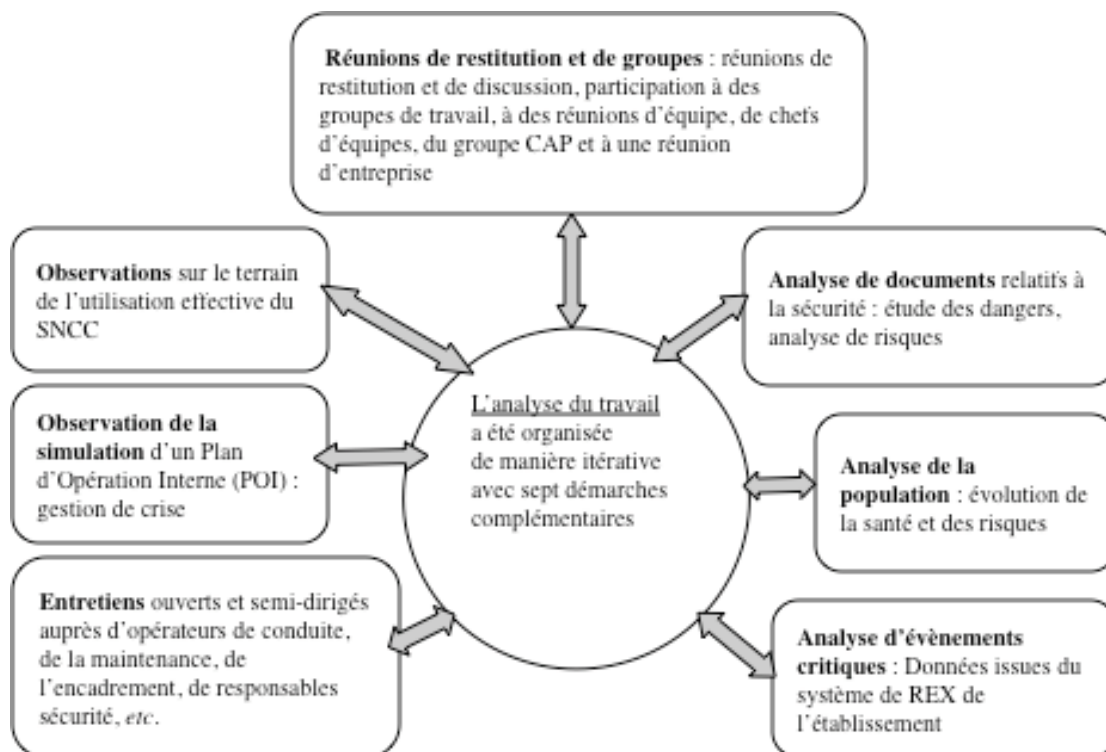 Réunions de restitution et de groupes : réunions de
restitution et de discussion, participation à des
groupes de travail, à des réunions d'équipe, de chefs
d'équipes, du groupe CAP et à une réunion
d'entreprise
Observations sur le terrain
de l'utilisation effective du
SNCC
Analyse de documents relatifs à
la sécurité : étude des dangers,
analyse de risques
L'analyse du travail
a été organisée
de manière itérative
avec sept démarches
complémentaires
Observation de la
simulation d'un Plan
d'Opération Interne (POI) :
gestion de crise
Analyse de la
population : évolution de
la santé et des risques
Entretiens ouverts et semi-dirigés
auprès d'opérateurs de conduite,
de la maintenance, de
l'encadrement, de responsables
sécurité, etc.
Analyse d'évènements
critiques : Données issues du
système de REX de
l'établissement